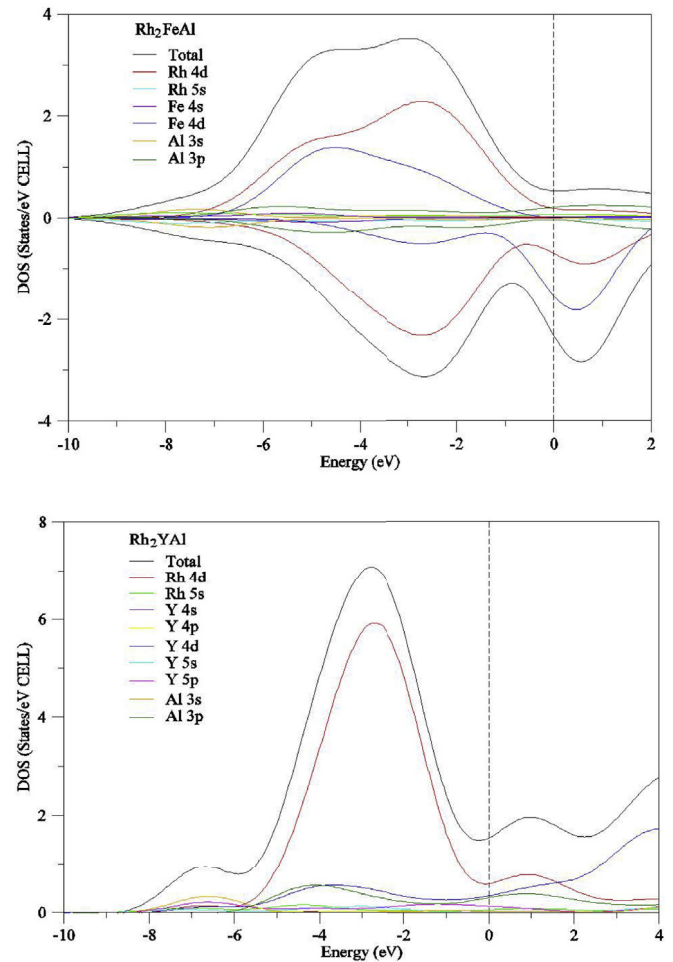 4
Rh₂FeAl
Total
Rh 4d
Rh 5s
Fe 4s
Fe 4d
Al 3s
Al 3p
2
0
-2
-4
DOS (States/eV CELL)
-10 -8 -6 -4 -2 0 2
Energy (eV)
8
Rh₂YAl
Total
Rh 4d
Rh 5s
Y 4s
Y 4p
Y 4d
Y 5s
Y 5p
Al 3s
Al 3p
6
4
2
0
DOS (States/eV CELL)
-10 -8 -6 -4 -2 0 2 4
Energy (eV)